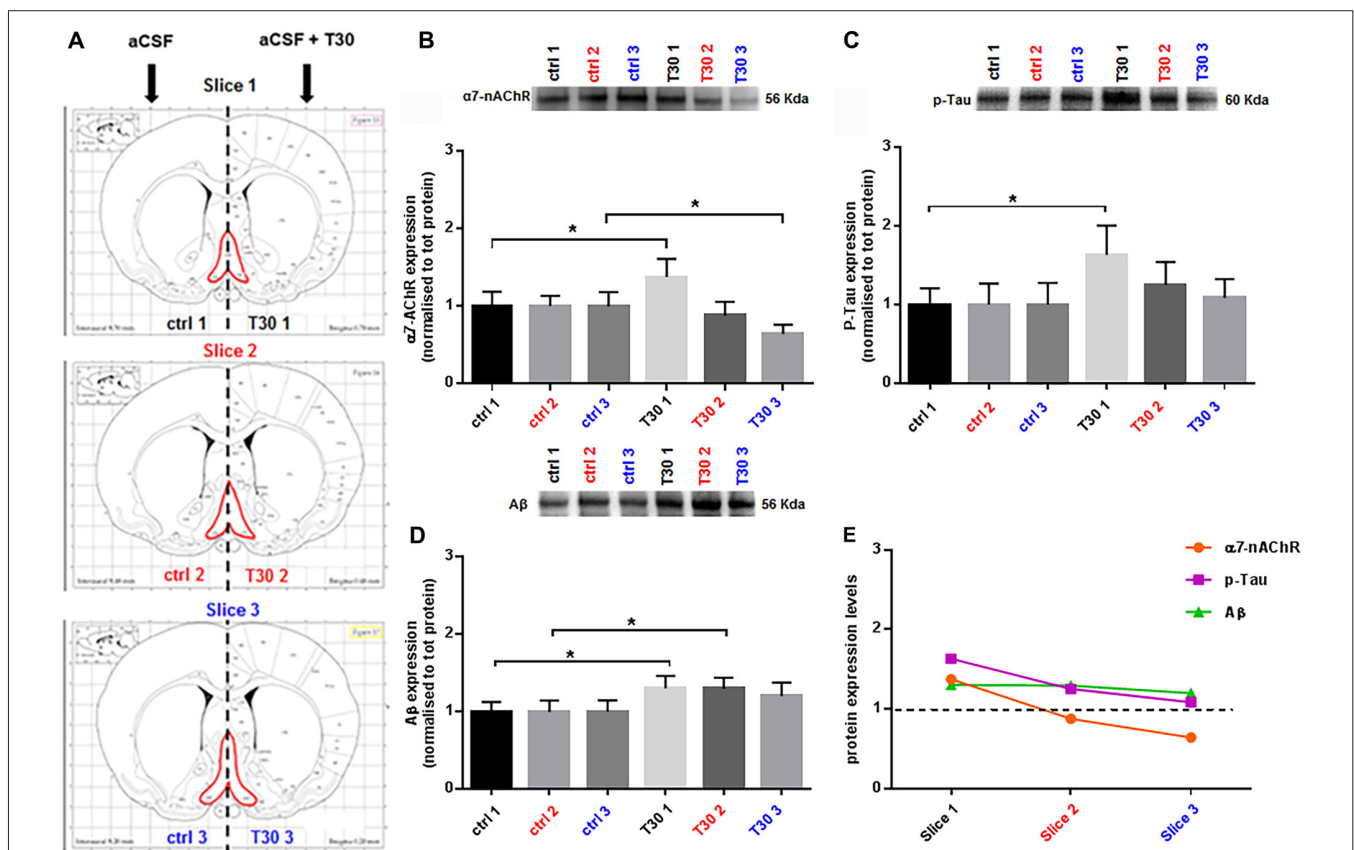 A
aCSF
aCSF + T30
Slice 1
ctrl 1
T30 1
Slice 2
ctrl 2
T30 2
Slice 3
ctrl 3
T30 3
B
ctrl 1
ctrl 2
ctrl 3
T30 1
T30 2
T30 3
α7-nAChR
56 Kda
α7-AChR expression
(normalised to tot protein)
3
2
1
0
*
*
ctrl 1
ctrl 2
ctrl 3
T30 1
T30 2
T30 3
C
ctrl 1
ctrl 2
ctrl 3
T30 1
T30 2
T30 3
p-Tau
60 Kda
P-Tau expression
(normalised to tot protein)
3
2
1
0
*
ctrl 1
ctrl 2
ctrl 3
T30 1
T30 2
T30 3
ctrl 1
ctrl 2
ctrl 3
T30 1
T30 2
T30 3
Aβ
56 Kda
D
Aβ expression
(normalised to tot protein)
3
2
1
0
*
*
ctrl 1
ctrl 2
ctrl 3
T30 1
T30 2
T30 3
E
α7-nAChR
p-Tau
Aβ
protein expression levels
3
2
1
0
Slice 1
Slice 2
Slice 3